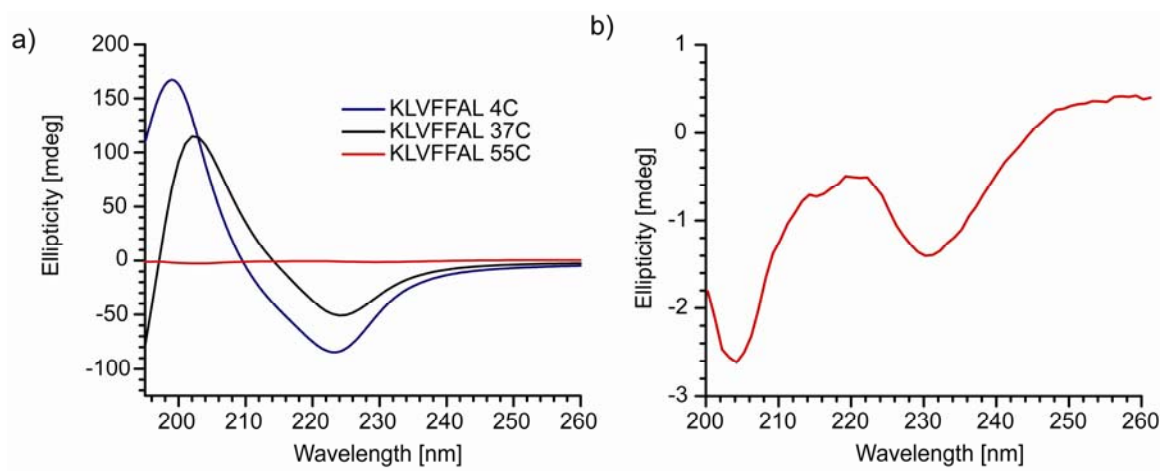 a)
200
150
100
50
0
-50
-100
Ellipticity [mdeg]
KLVFFAL 4C
KLVFFAL 37C
KLVFFAL 55C
200 210 220 230 240 250 260
Wavelength [nm]
b)
1
0
-1
-2
-3
Ellipticity [mdeg]
200 210 220 230 240 250 260
Wavelength [nm]